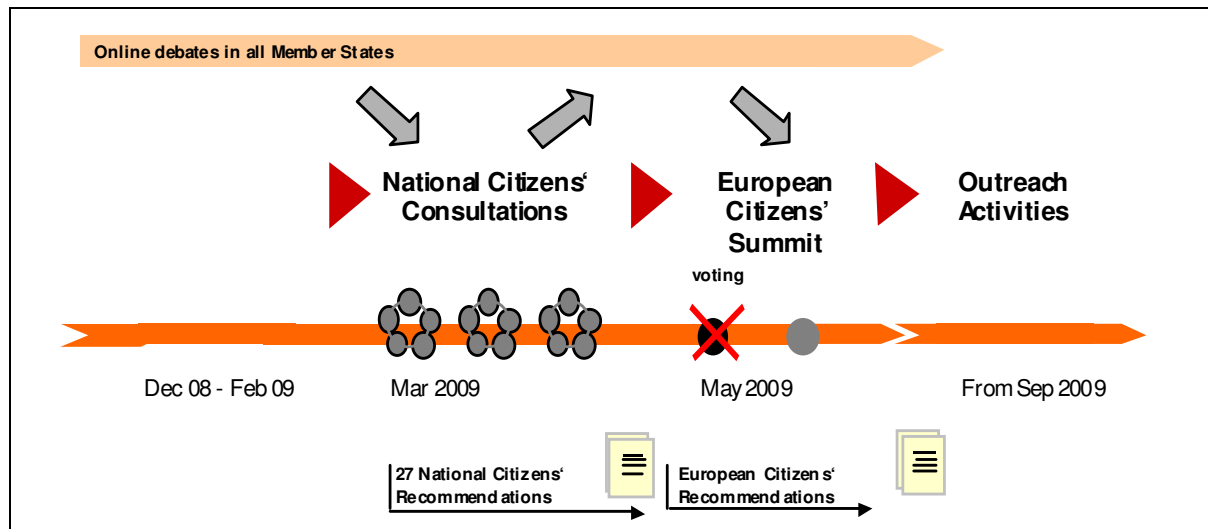 Online debates in all Member States
National Citizens‘
Consultations
European
Citizens’
Summit
Outreach
Activities
voting
Dec 08 - Feb 09
Mar 2009
May 2009
From Sep 2009
27 National Citizens‘
Recommendations
European Citizens‘
Recommendations